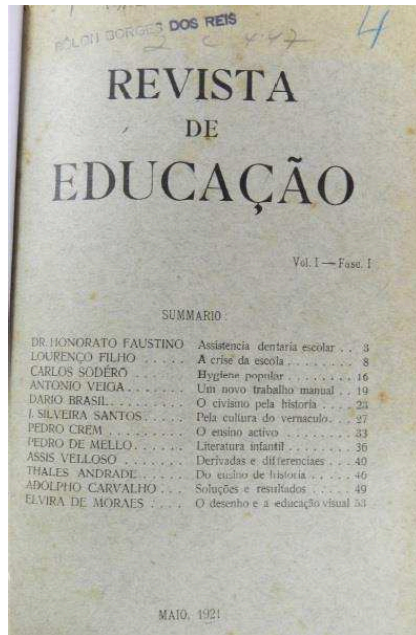 SÓLON BORGES DOS REIS
2 c 447
4
REVISTA
DE
EDUCAÇÃO
Vol. I — Fasc. I
SUMMARIO
DR. HONORATO FAUSTINO Assistencia dentaria escolar . . 3
LOURENÇO FILHO . . . . . A crise da escola . . . . . . . . 8
CARLOS SODÉRO . . . . . Hygiene popular . . . . . . . . . 16
ANTONIO VEIGA . . . . . . Um novo trabalho manual . . 19
DARIO BRASIL . . . . . . . O civismo pela historia . . . . 23
J. SILVEIRA SANTOS . . . . . Pela cultura do vernaculo . . 27
PEDRO CREM . . . . . . . . O ensino activo . . . . . . . . . 33
PEDRO DE MELLO . . . . . . Literatura infantil . . . . . . . . 36
ASSIS VELLOSO . . . . . . . Derivadas e differenciaes . . . 40
THALES ANDRADE . . . . . Do ensino de historia . . . . . 46
ADOLPHO CARVALHO . . . Soluções e resultados . . . . . 49
ELVIRA DE MORAES . . . . O desenho e a educação visual 53
MAIO, 1921